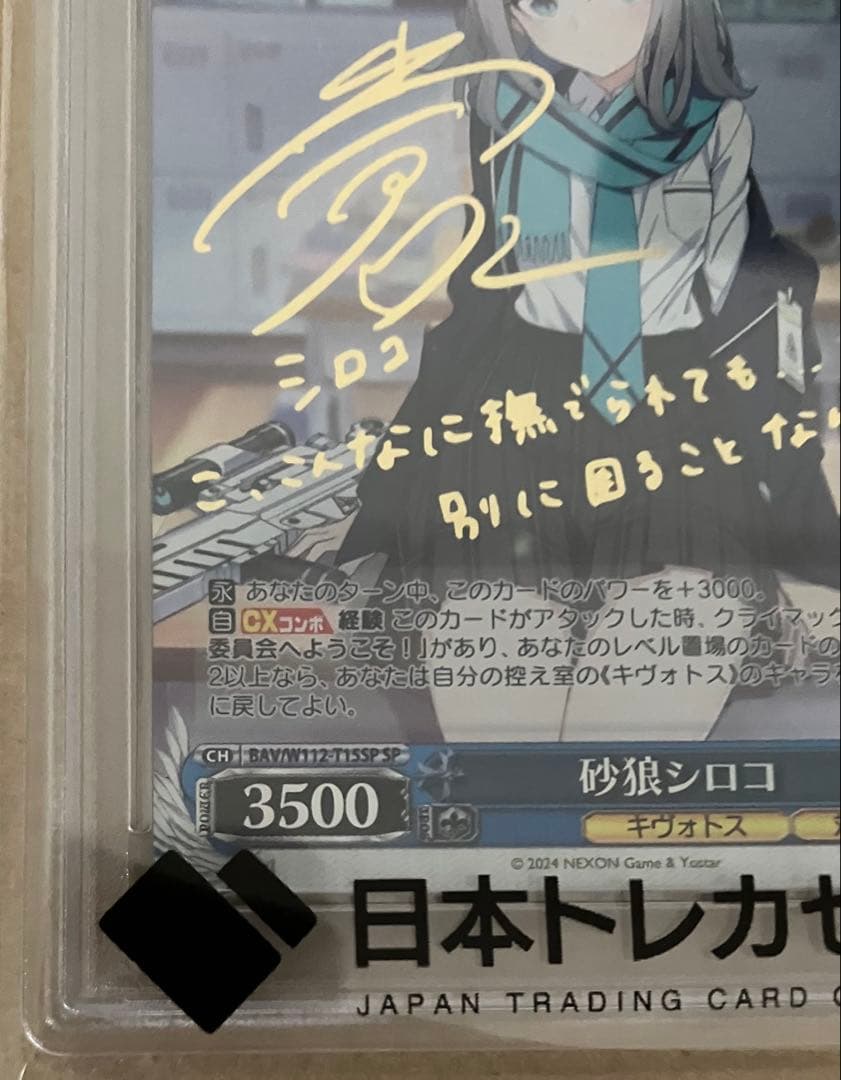 シロコ
こ、こんなに撫でられても...
別に困ることな
永 あなたのターン中、このカードのパワーを+3000。
自 CXコンボ 経験 このカードがアタックした時、クライマック
委員会へようこそ!」があり、あなたのレベル置場のカードの
2以上なら、あなたは自分の控え室の《キヴォトス》のキャラ
に戻してよい。
CH BAV/W112-T15SP SP
砂狼シロコ
POWER 3500
キヴォトス
© 2024 NEXON Game & Yostar
日本トレカセ
JAPAN TRADING CARD